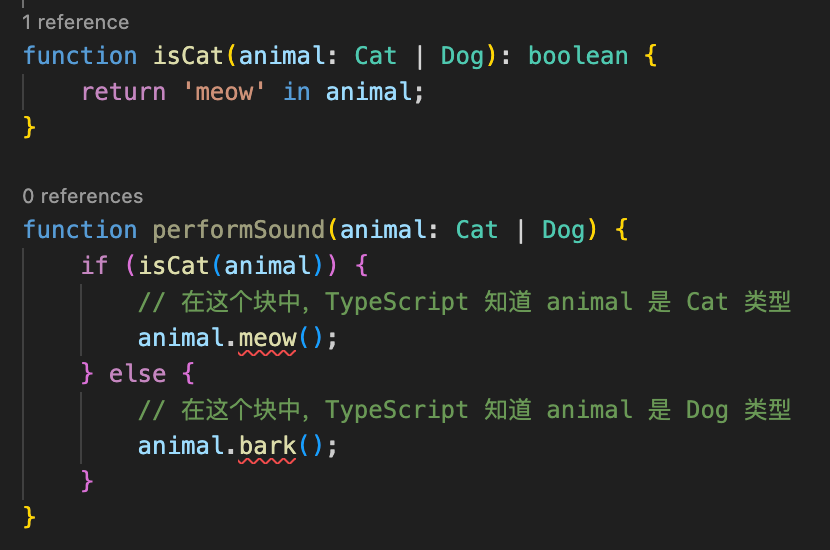 1 reference
function isCat(animal: Cat | Dog): boolean {
    return 'meow' in animal;
}
0 references
function performSound(animal: Cat | Dog) {
    if (isCat(animal)) {
        // 在这个块中，TypeScript 知道 animal 是 Cat 类型
        animal.meow();
    } else {
        // 在这个块中，TypeScript 知道 animal 是 Dog 类型
        animal.bark();
    }
}